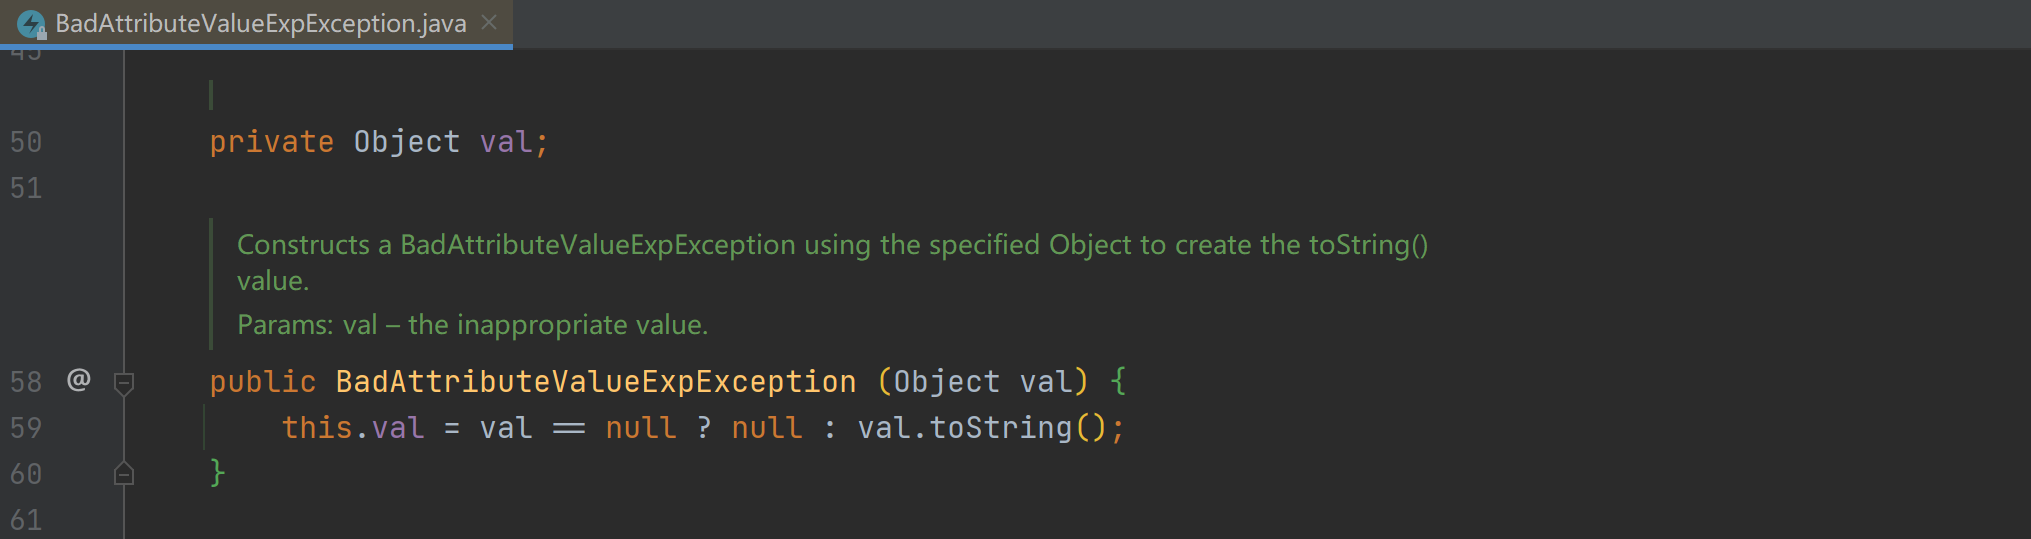 BadAttributeValueExpException.java
50 private Object val;
51
Constructs a BadAttributeValueExpException using the specified Object to create the toString()
value.
Params: val – the inappropriate value.
58 @ public BadAttributeValueExpException (Object val) {
59 this.val = val == null ? null : val.toString();
60 }
61